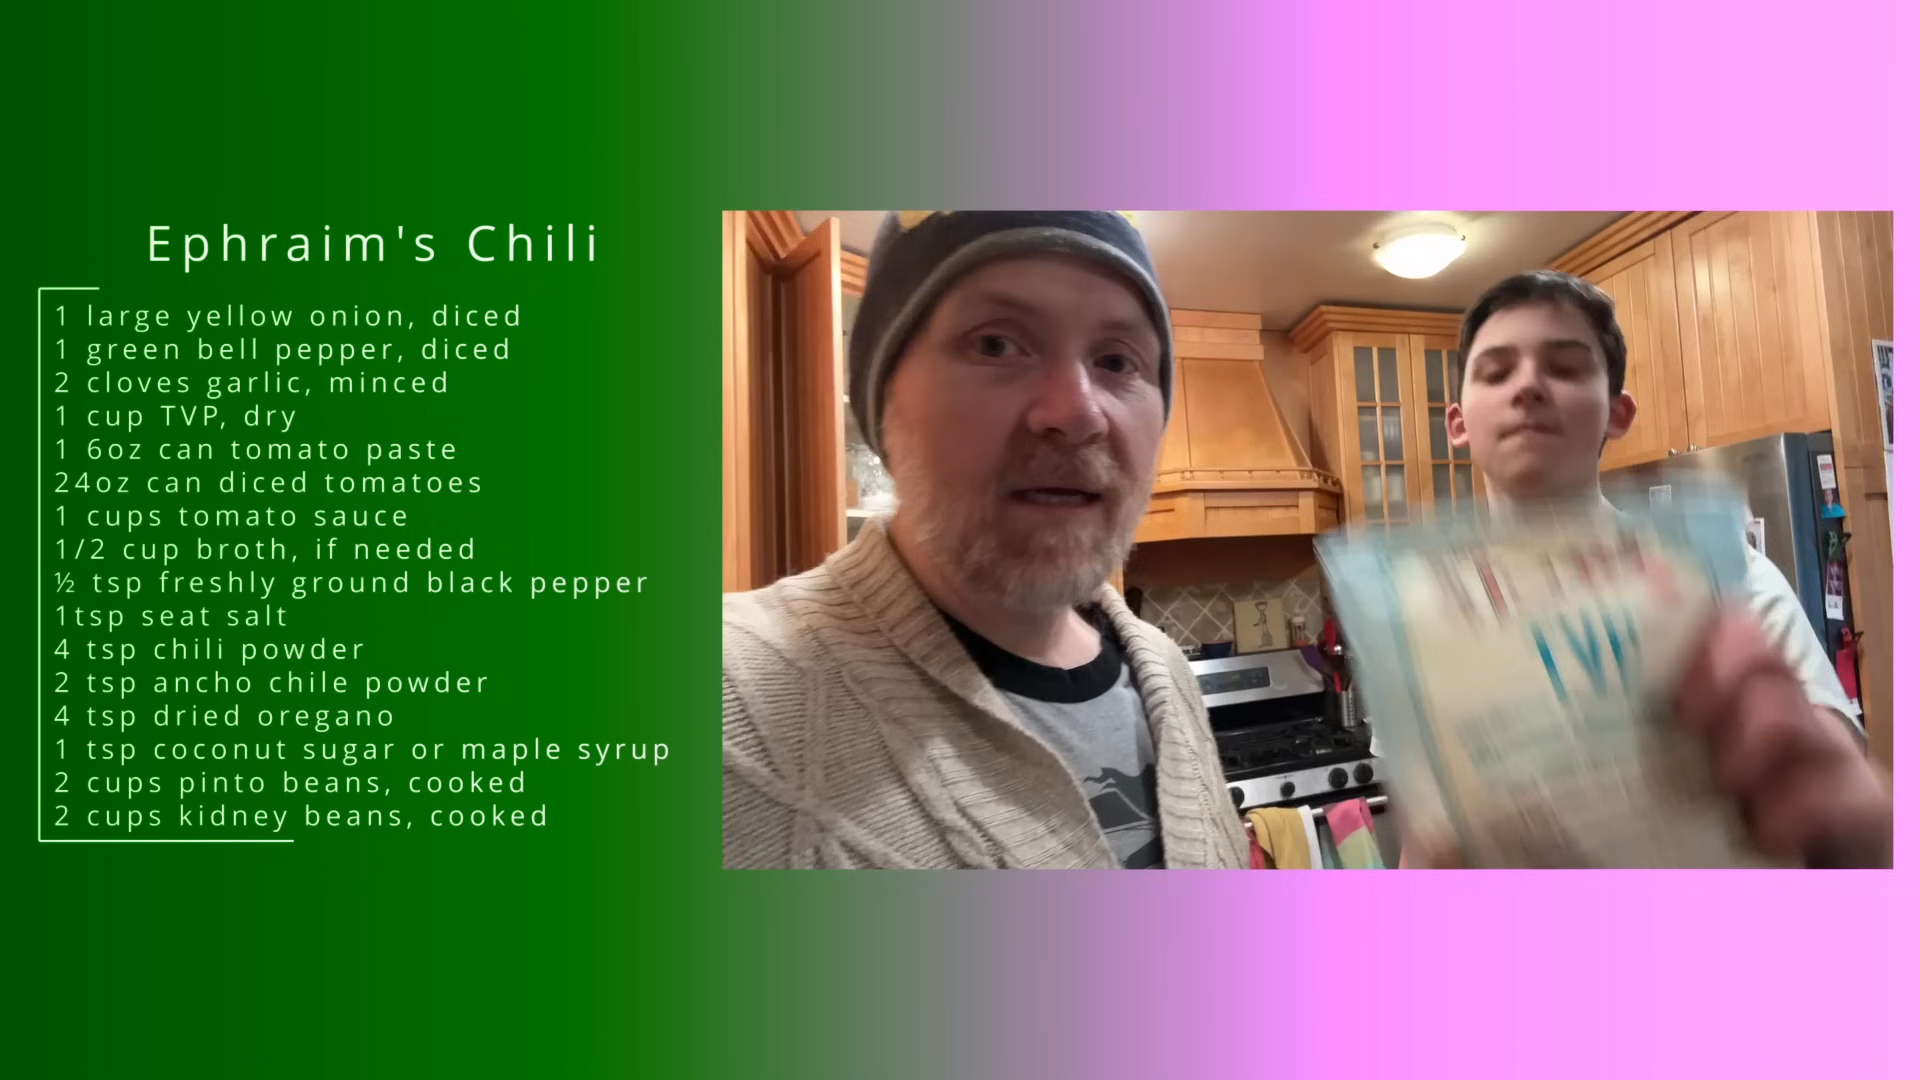 Ephraim's Chili
1 large yellow onion, diced
1 green bell pepper, diced
2 cloves garlic, minced
1 cup TVP, dry
1 6oz can tomato paste
24oz can diced tomatoes
1 cups tomato sauce
1/2 cup broth, if needed
½ tsp freshly ground black pepper
1tsp seat salt
4 tsp chili powder
2 tsp ancho chile powder
4 tsp dried oregano
1 tsp coconut sugar or maple syrup
2 cups pinto beans, cooked
2 cups kidney beans, cooked